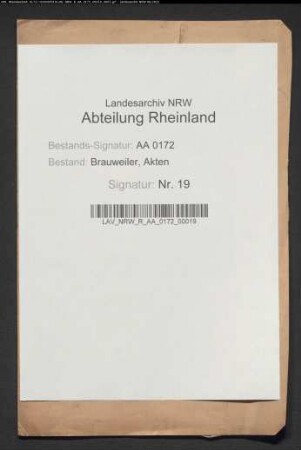 Landesarchiv NRW
Abteilung Rheinland
Bestands-Signatur: AA 0172
Bestand: Brauweiler, Akten
Signatur: Nr. 19
LAV_NRW_R_AA_0172_00019